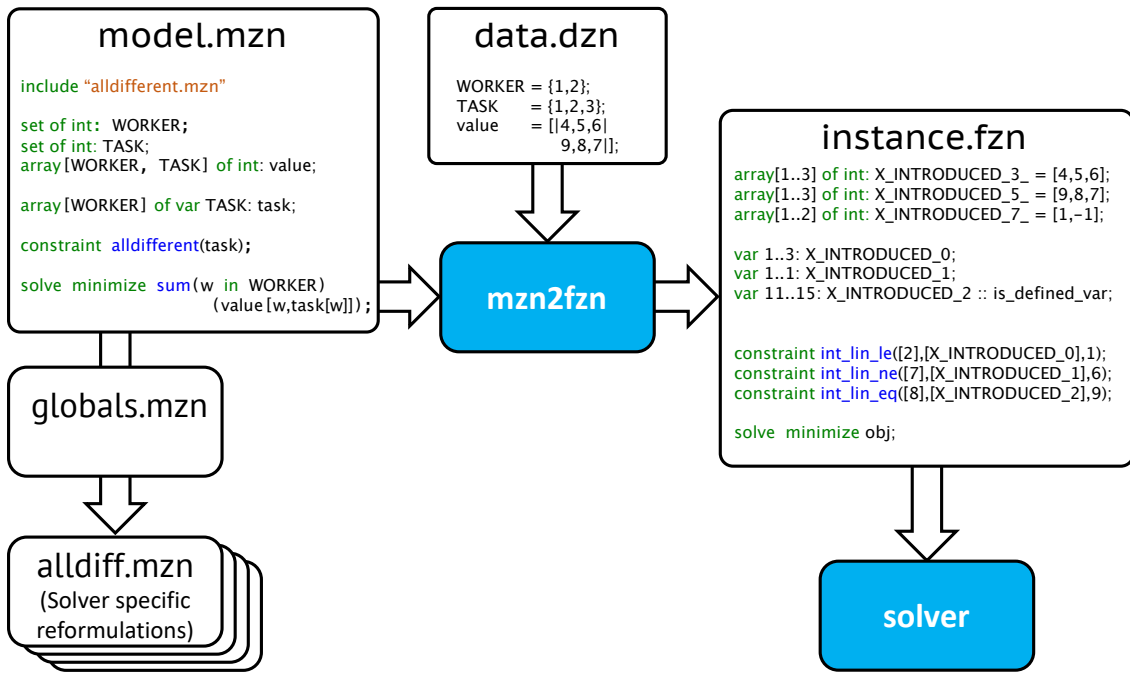 model.mzn
include “alldifferent.mzn”
set of int: WORKER;
set of int: TASK;
array[WORKER, TASK] of int: value;
array[WORKER] of var TASK: task;
constraint alldifferent(task);
solve minimize sum(w in WORKER)
(value[w,task[w]]);
data.dzn
WORKER = {1,2};
TASK = {1,2,3};
value = [|4,5,6|
9,8,7|];
instance.fzn
array[1..3] of int: X_INTRODUCED_3_ = [4,5,6];
array[1..3] of int: X_INTRODUCED_5_ = [9,8,7];
array[1..2] of int: X_INTRODUCED_7_ = [1,-1];
var 1..3: X_INTRODUCED_0;
var 1..1: X_INTRODUCED_1;
var 11..15: X_INTRODUCED_2 :: is_defined_var;
constraint int_lin_le([2],[X_INTRODUCED_0],1);
constraint int_lin_ne([7],[X_INTRODUCED_1],6);
constraint int_lin_eq([8],[X_INTRODUCED_2],9);
solve minimize obj;
mzn2fzn
globals.mzn
alldiff.mzn
(Solver specific
reformulations)
solver